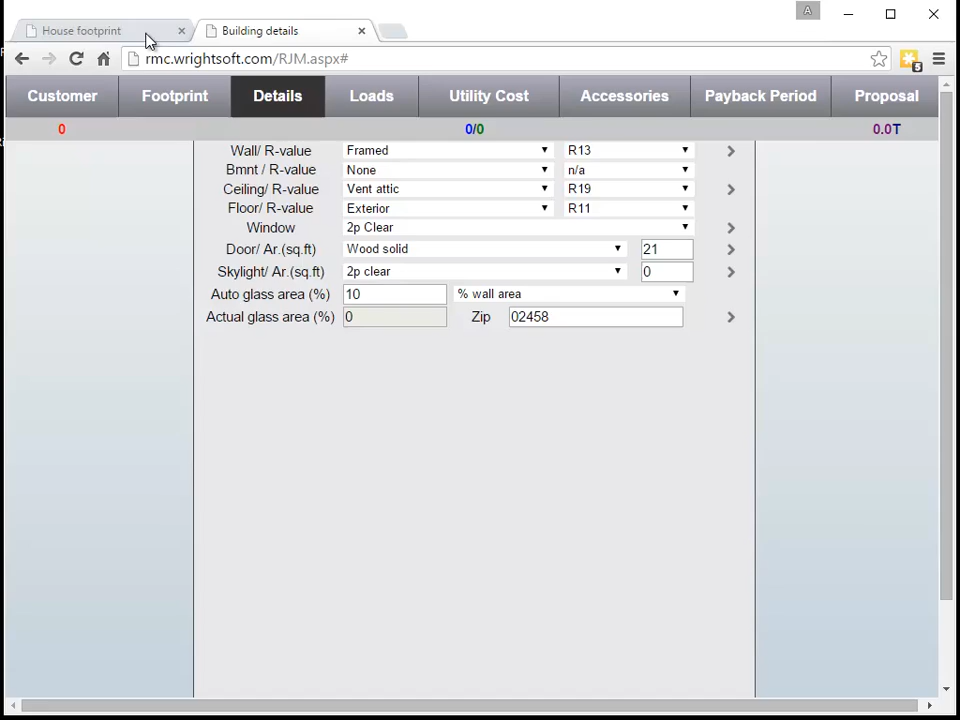 House footprint
Building details
A
rmc.wrightsoft.com/RJM.aspx#
5
Customer Footprint Details Loads Utility Cost Accessories Payback Period Proposal
0 0/0 0.0T
Wall/ R-value Framed R13
Bmnt / R-value None n/a
Ceiling/ R-value Vent attic R19
Floor/ R-value Exterior R11
Window 2p Clear
Door/ Ar.(sq.ft) Wood solid 21
Skylight/ Ar.(sq.ft) 2p clear 0
Auto glass area (%) 10 % wall area
Actual glass area (%) 0 Zip 02458